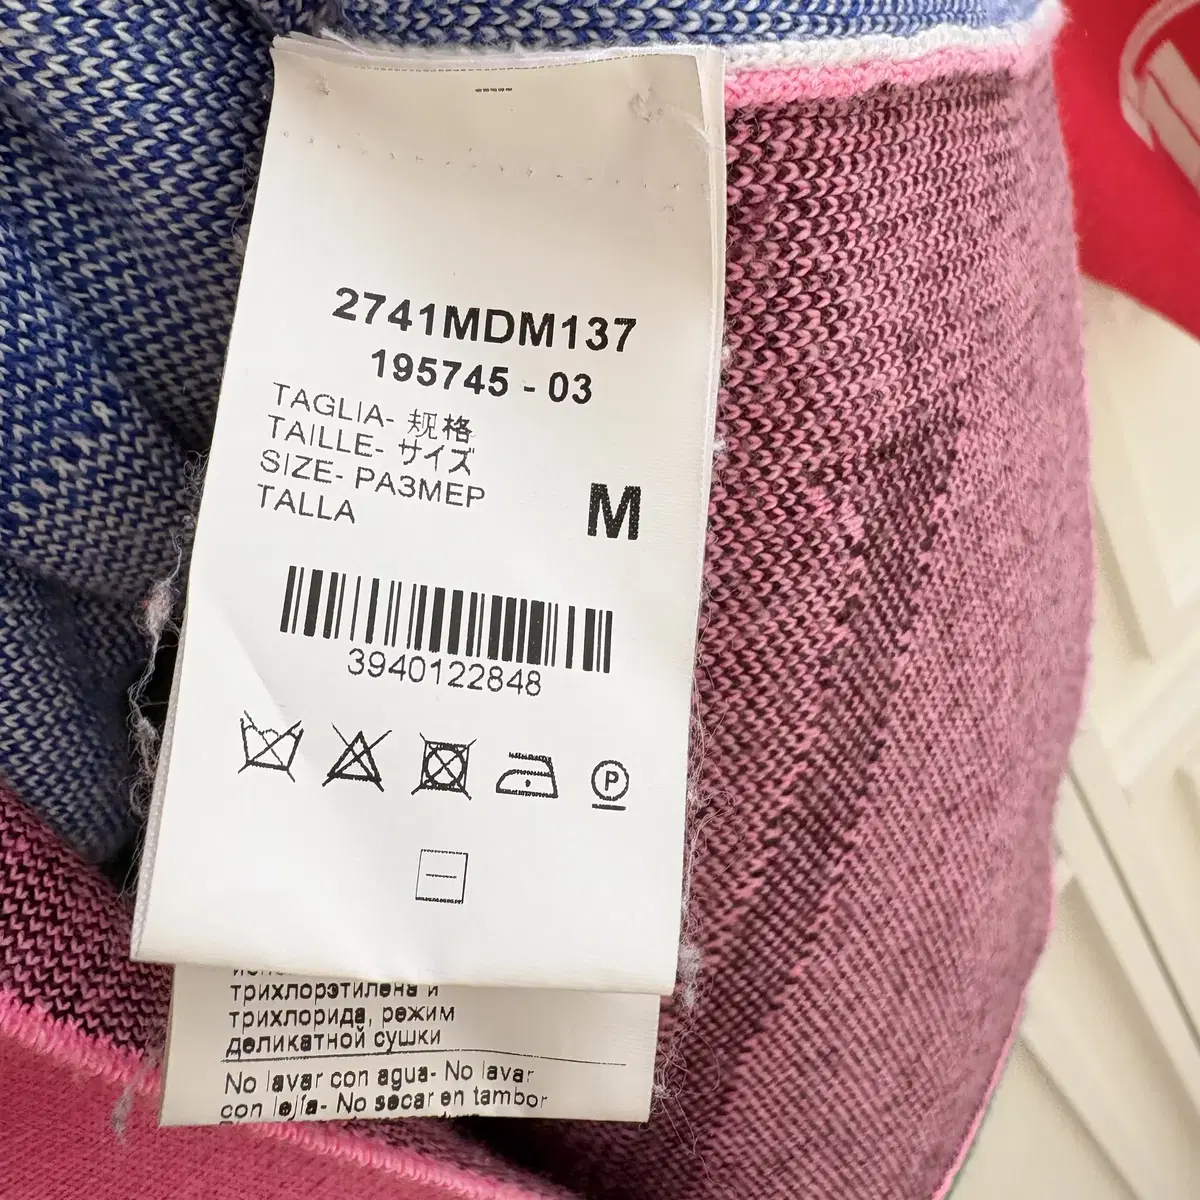 2741MDM137
195745 - 03
TAGLIA- 规格
TAILLE- サイズ
SIZE- РАЗМЕР
TALLA
M
3940122848
P
трихлорэтилена и
трихлорида, режим
деликатной сушки
No lavar con agua- No lavar
con lejía- No secar en tambor